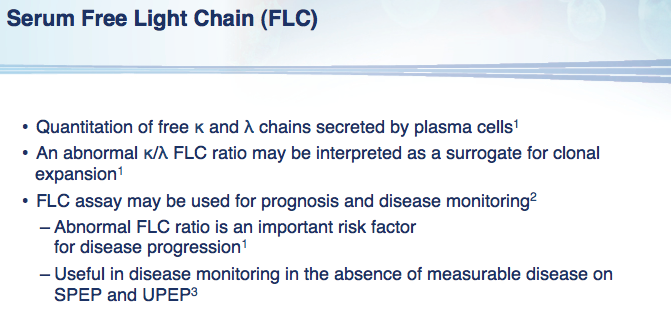 Serum Free Light Chain (FLC)
• Quantitation of free κ and λ chains secreted by plasma cells¹
• An abnormal κ/λ FLC ratio may be interpreted as a surrogate for clonal
expansion¹
• FLC assay may be used for prognosis and disease monitoring²
– Abnormal FLC ratio is an important risk factor
for disease progression¹
– Useful in disease monitoring in the absence of measurable disease on
SPEP and UPEP³